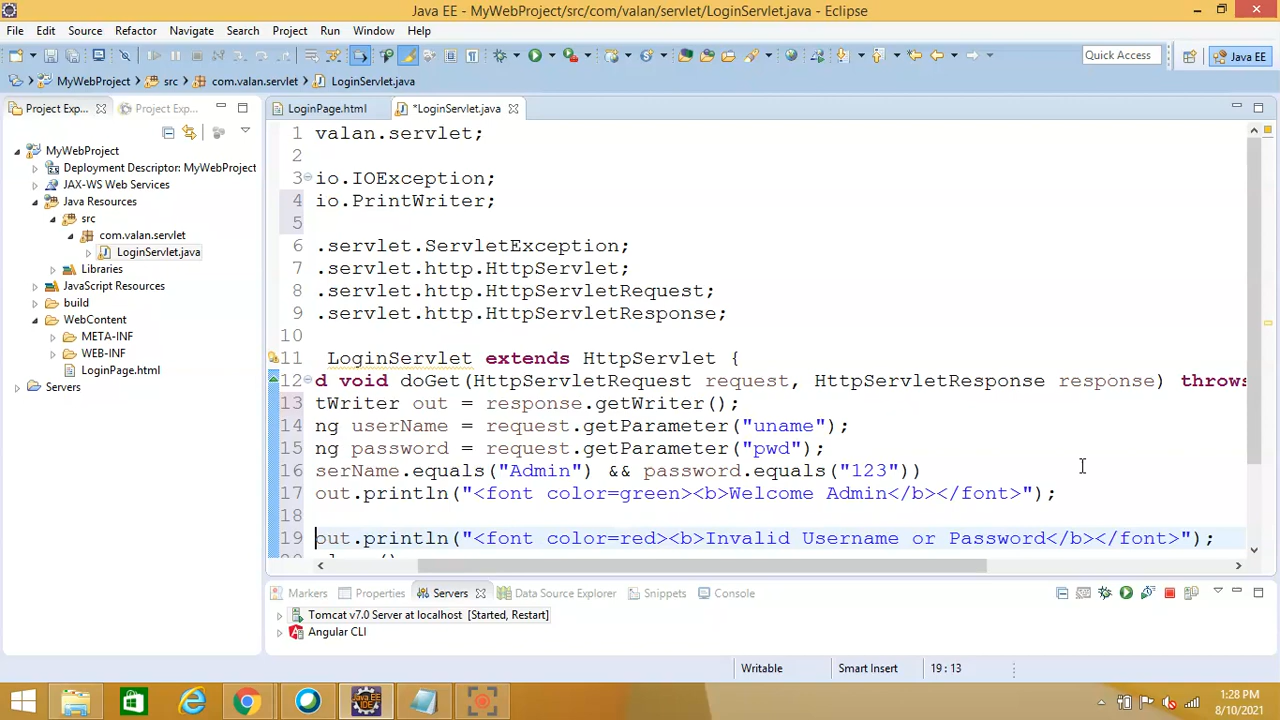 Java EE - MyWebProject/src/com/valan/servlet/LoginServlet.java - Eclipse
File Edit Source Refactor Navigate Search Project Run Window Help
Quick Access
Java EE
MyWebProject src com.valan.servlet LoginServlet.java
Project Exp... Project Exp...
LoginPage.html *LoginServlet.java
MyWebProject
Deployment Descriptor: MyWebProject
JAX-WS Web Services
Java Resources
src
com.valan.servlet
LoginServlet.java
Libraries
JavaScript Resources
build
WebContent
META-INF
WEB-INF
LoginPage.html
Servers
1 valan.servlet;
2
3 io.IOException;
4 io.PrintWriter;
5
6 .servlet.ServletException;
7 .servlet.http.HttpServlet;
8 .servlet.http.HttpServletRequest;
9 .servlet.http.HttpServletResponse;
10
11 LoginServlet extends HttpServlet {
12 d void doGet(HttpServletRequest request, HttpServletResponse response) throws
13 tWriter out = response.getWriter();
14 ng userName = request.getParameter("uname");
15 ng password = request.getParameter("pwd");
16 serName.equals("Admin") && password.equals("123"))
17 out.println("<font color=green><b>Welcome Admin</b></font>");
18
19 out.println("<font color=red><b>Invalid Username or Password</b></font>");
Markers Properties Servers Data Source Explorer Snippets Console
Tomcat v7.0 Server at localhost [Started, Restart]
Angular CLI
Writable Smart Insert 19 : 13
Java EE
IDE
1:28 PM
8/10/2021